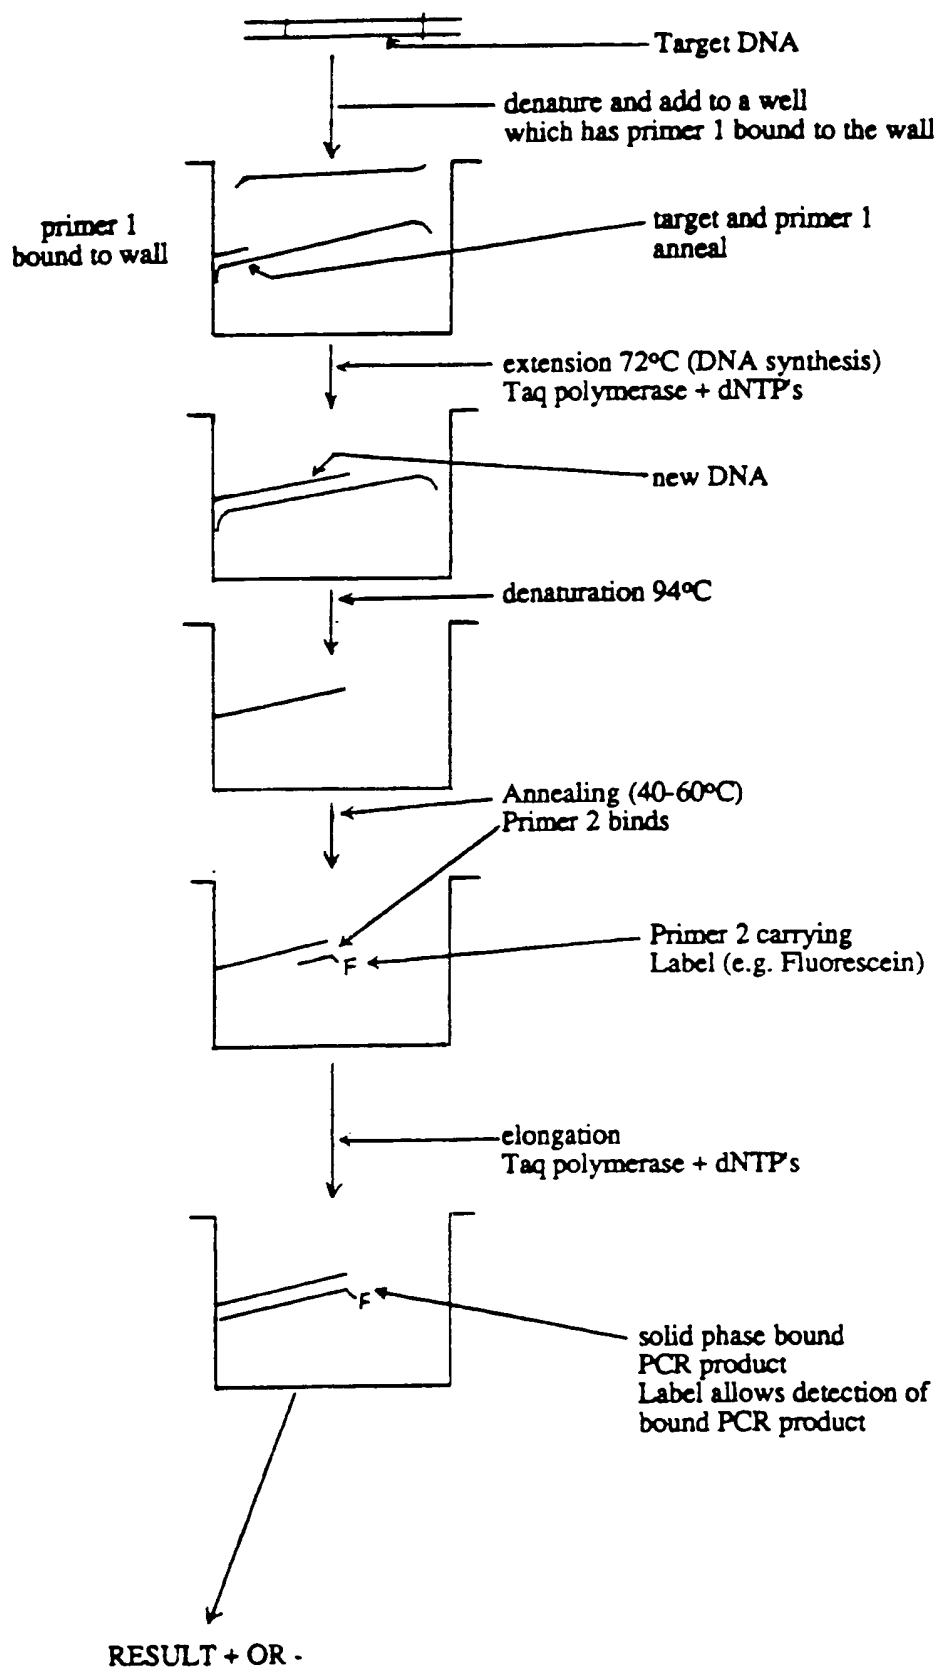 Target DNA
denature and add to a well
which has primer 1 bound to the wall
primer 1
bound to wall
target and primer 1
anneal
extension 72°C (DNA synthesis)
Taq polymerase + dNTP's
new DNA
denaturation 94°C
Annealing (40-60°C)
Primer 2 binds
Primer 2 carrying
Label (e.g. Fluorescein)
F
elongation
Taq polymerase + dNTP's
F
solid phase bound
PCR product
Label allows detection of
bound PCR product
RESULT + OR -